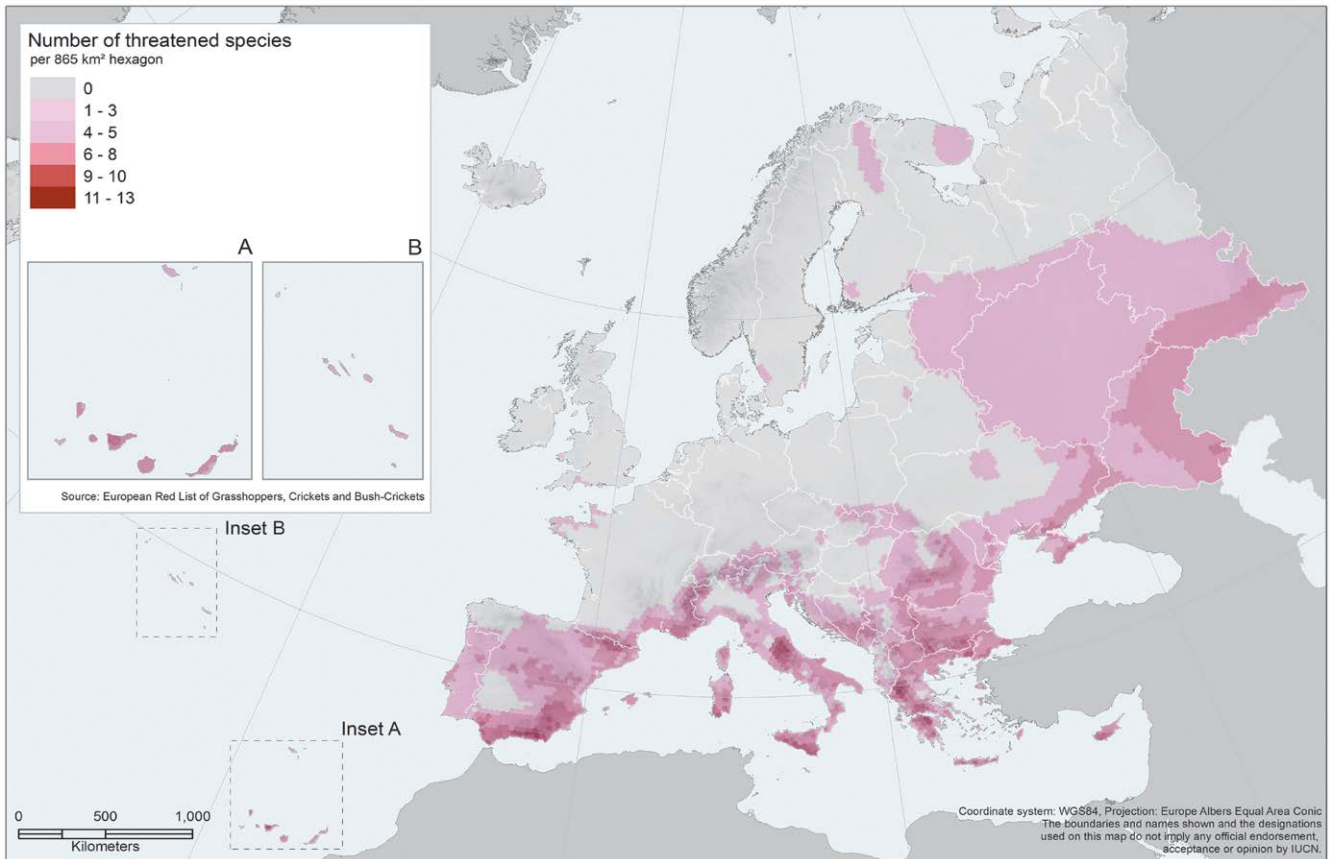 Number of threatened species
per 865 km² hexagon
0
1 - 3
4 - 5
6 - 8
9 - 10
11 - 13
A
B
Source: European Red List of Grasshoppers, Crickets and Bush-Crickets
Inset B
Inset A
0 500 1,000
Kilometers
Coordinate system: WGS84, Projection: Europe Albers Equal Area Conic
The boundaries and names shown and the designations
used on this map do not imply any official endorsement,
acceptance or opinion by IUCN.